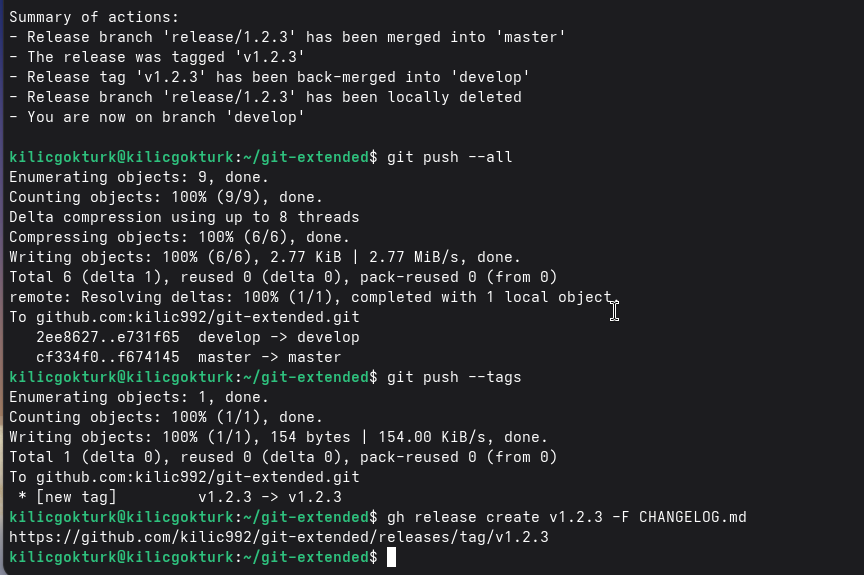 Summary of actions:
- Release branch 'release/1.2.3' has been merged into 'master'
- The release was tagged 'v1.2.3'
- Release tag 'v1.2.3' has been back-merged into 'develop'
- Release branch 'release/1.2.3' has been locally deleted
- You are now on branch 'develop'
kilicgokturk@kilicgokturk:~/git-extended$ git push --all
Enumerating objects: 9, done.
Counting objects: 100% (9/9), done.
Delta compression using up to 8 threads
Compressing objects: 100% (6/6), done.
Writing objects: 100% (6/6), 2.77 KiB | 2.77 MiB/s, done.
Total 6 (delta 1), reused 0 (delta 0), pack-reused 0 (from 0)
remote: Resolving deltas: 100% (1/1), completed with 1 local object.
To github.com:kilic992/git-extended.git
   2ee8627..e731f65  develop -> develop
   cf334f0..f674145  master -> master
kilicgokturk@kilicgokturk:~/git-extended$ git push --tags
Enumerating objects: 1, done.
Counting objects: 100% (1/1), done.
Writing objects: 100% (1/1), 154 bytes | 154.00 KiB/s, done.
Total 1 (delta 0), reused 0 (delta 0), pack-reused 0 (from 0)
To github.com:kilic992/git-extended.git
 * [new tag]         v1.2.3 -> v1.2.3
kilicgokturk@kilicgokturk:~/git-extended$ gh release create v1.2.3 -F CHANGELOG.md
https://github.com/kilic992/git-extended/releases/tag/v1.2.3
kilicgokturk@kilicgokturk:~/git-extended$